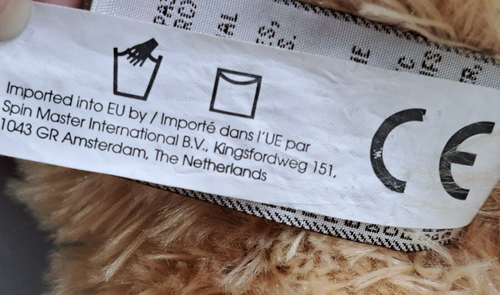 Imported into EU by / Importé dans l'UE par
Spin Master International B.V., Kingsfordweg 151,
1043 GR Amsterdam, The Netherlands
CE